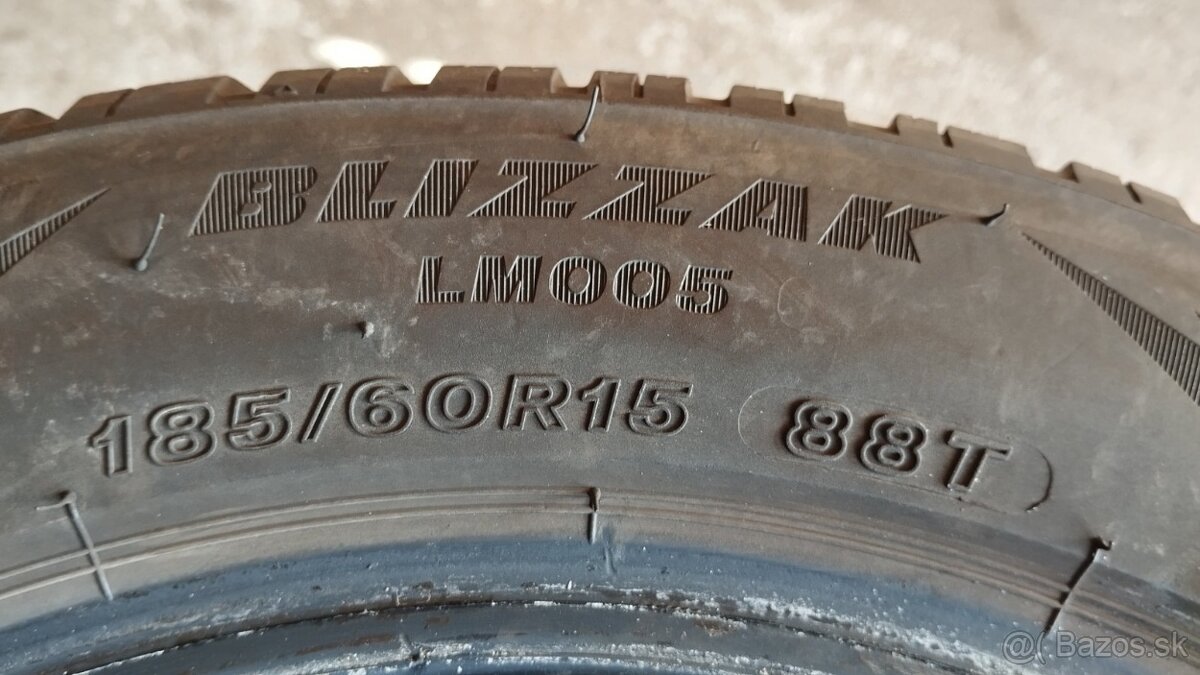 BLIZZAK
LM005
185/60R15 88T
@( Bazos.sk